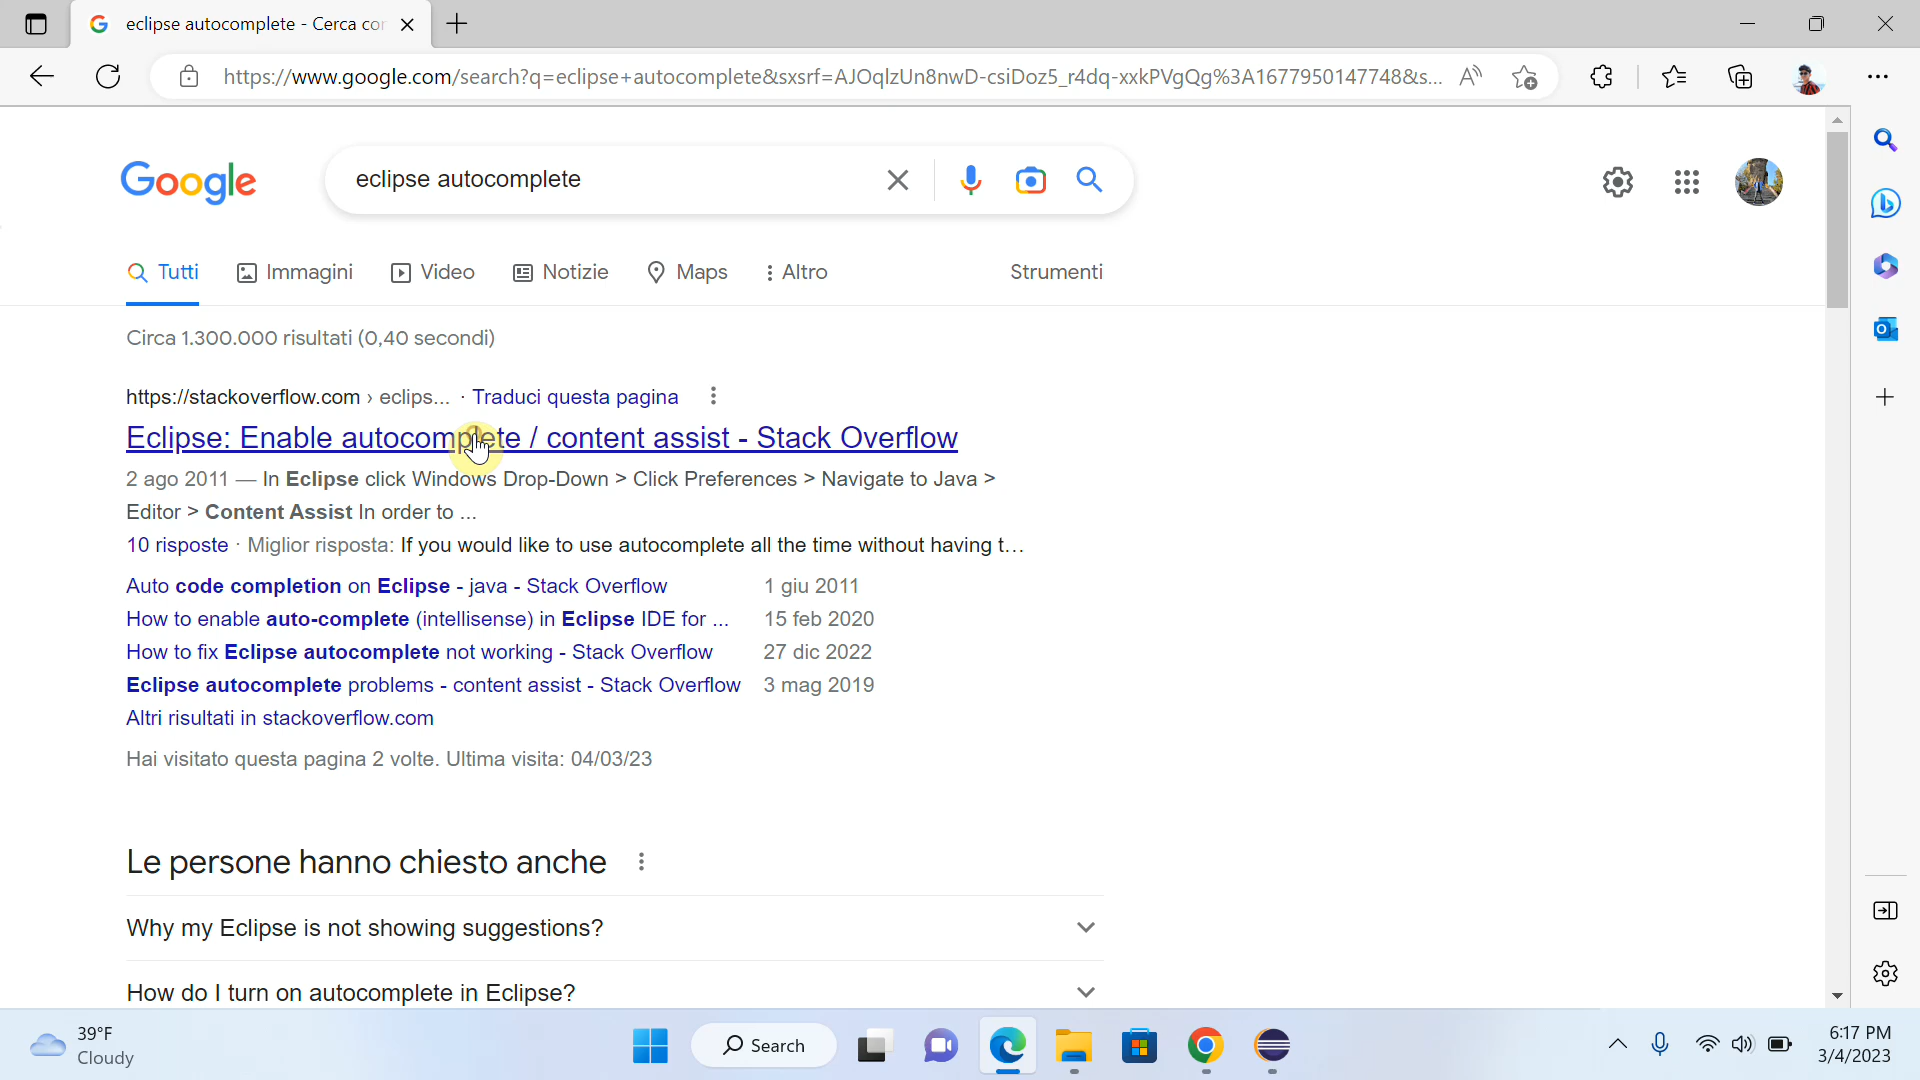 eclipse autocomplete - Cerca con
https://www.google.com/search?q=eclipse+autocomplete&sxsrf=AJOqlzUn8nwD-csiDoz5_r4dq-xxkPVgQg%3A1677950147748&s...
Google
eclipse autocomplete
Tutti Immagini Video Notizie Maps Altro Strumenti
Circa 1.300.000 risultati (0,40 secondi)
https://stackoverflow.com › eclips... · Traduci questa pagina
Eclipse: Enable autocomplete / content assist - Stack Overflow
2 ago 2011 — In Eclipse click Windows Drop-Down > Click Preferences > Navigate to Java >
Editor > Content Assist In order to ...
10 risposte · Miglior risposta: If you would like to use autocomplete all the time without having t...
Auto code completion on Eclipse - java - Stack Overflow 1 giu 2011
How to enable auto-complete (intellisense) in Eclipse IDE for ... 15 feb 2020
How to fix Eclipse autocomplete not working - Stack Overflow 27 dic 2022
Eclipse autocomplete problems - content assist - Stack Overflow 3 mag 2019
Altri risultati in stackoverflow.com
Hai visitato questa pagina 2 volte. Ultima visita: 04/03/23
Le persone hanno chiesto anche
Why my Eclipse is not showing suggestions?
How do I turn on autocomplete in Eclipse?
39°F
Cloudy
Search
6:17 PM
3/4/2023